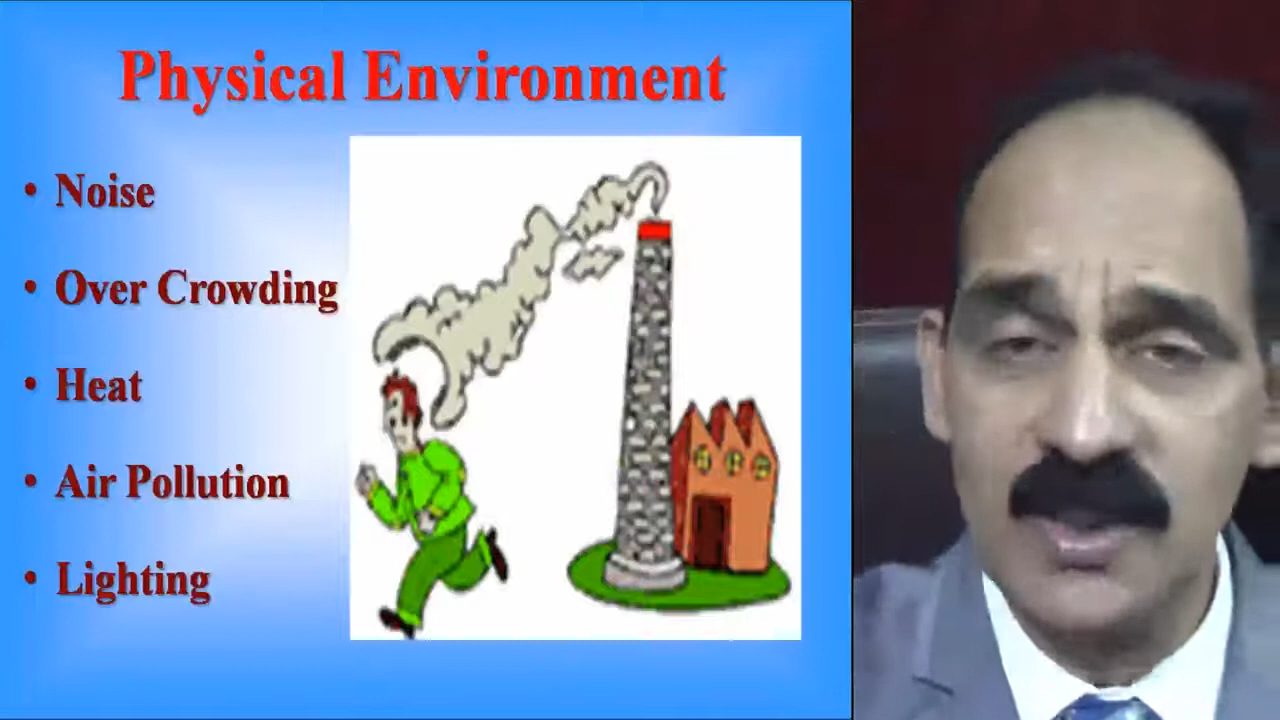 Physical Environment
• Noise
• Over Crowding
• Heat
• Air Pollution
• Lighting